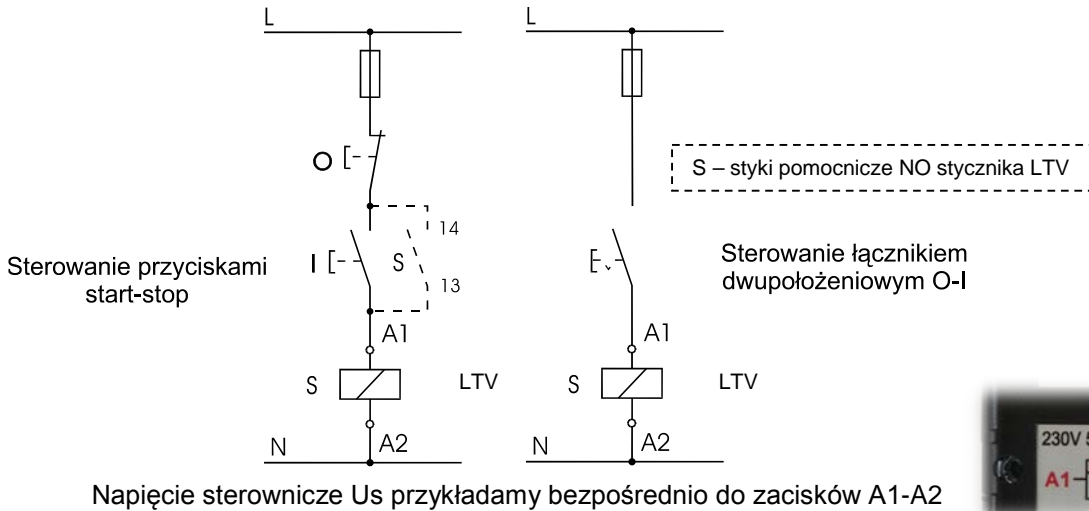 L
L
O
S – styki pomocnicze NO stycznika LTV
14
Sterowanie przyciskami
start-stop
I
S
13
Sterowanie łącznikiem
dwupołożeniowym O-I
A1
A1
S
LTV
S
LTV
N
A2
N
A2
230V
A1
Napięcie sterownicze Us przykładamy bezpośrednio do zacisków A1-A2